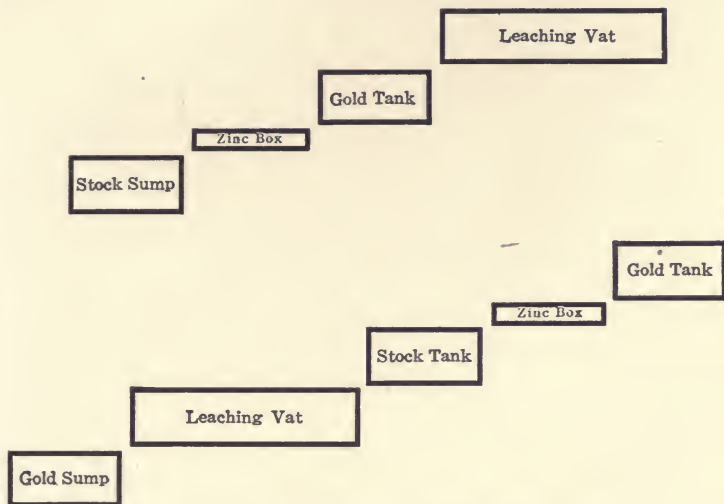 Leaching Vat
Gold Tank
Zinc Box
Stock Sump
Gold Tank
Zinc Box
Stock Tank
Leaching Vat
Gold Sump